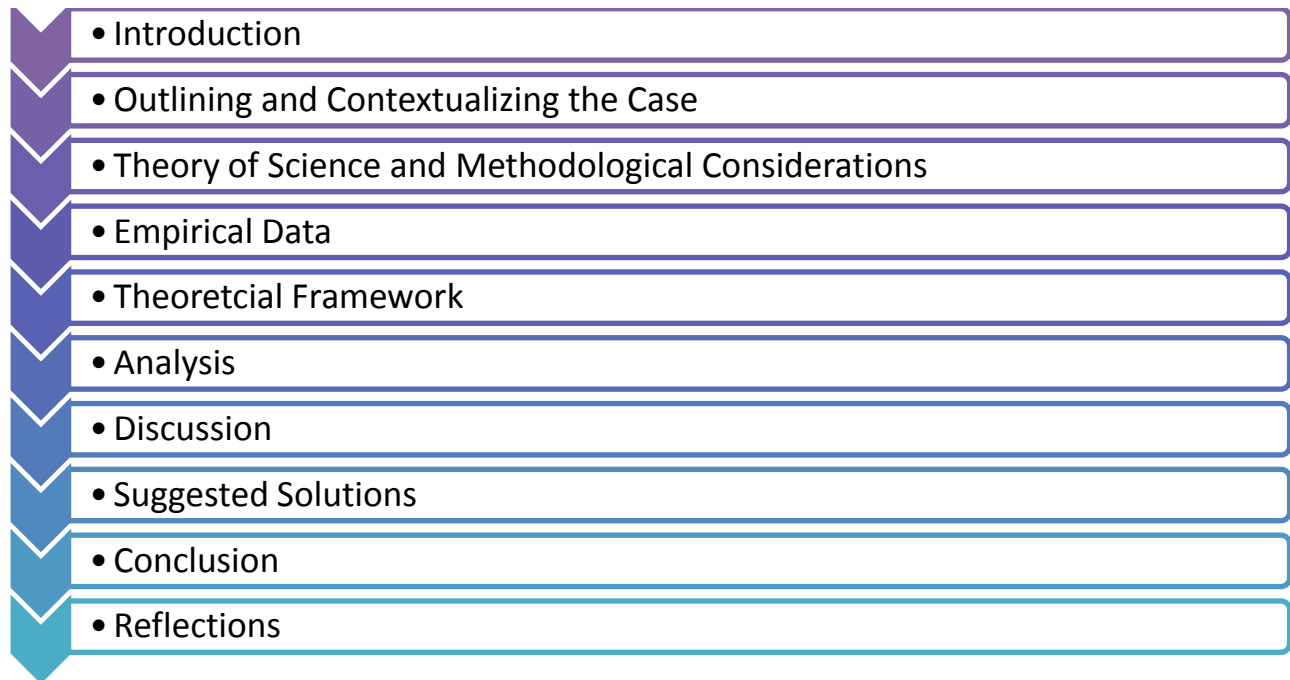 • Introduction
• Outlining and Contextualizing the Case
• Theory of Science and Methodological Considerations
• Empirical Data
• Theoretcial Framework
• Analysis
• Discussion
• Suggested Solutions
• Conclusion
• Reflections